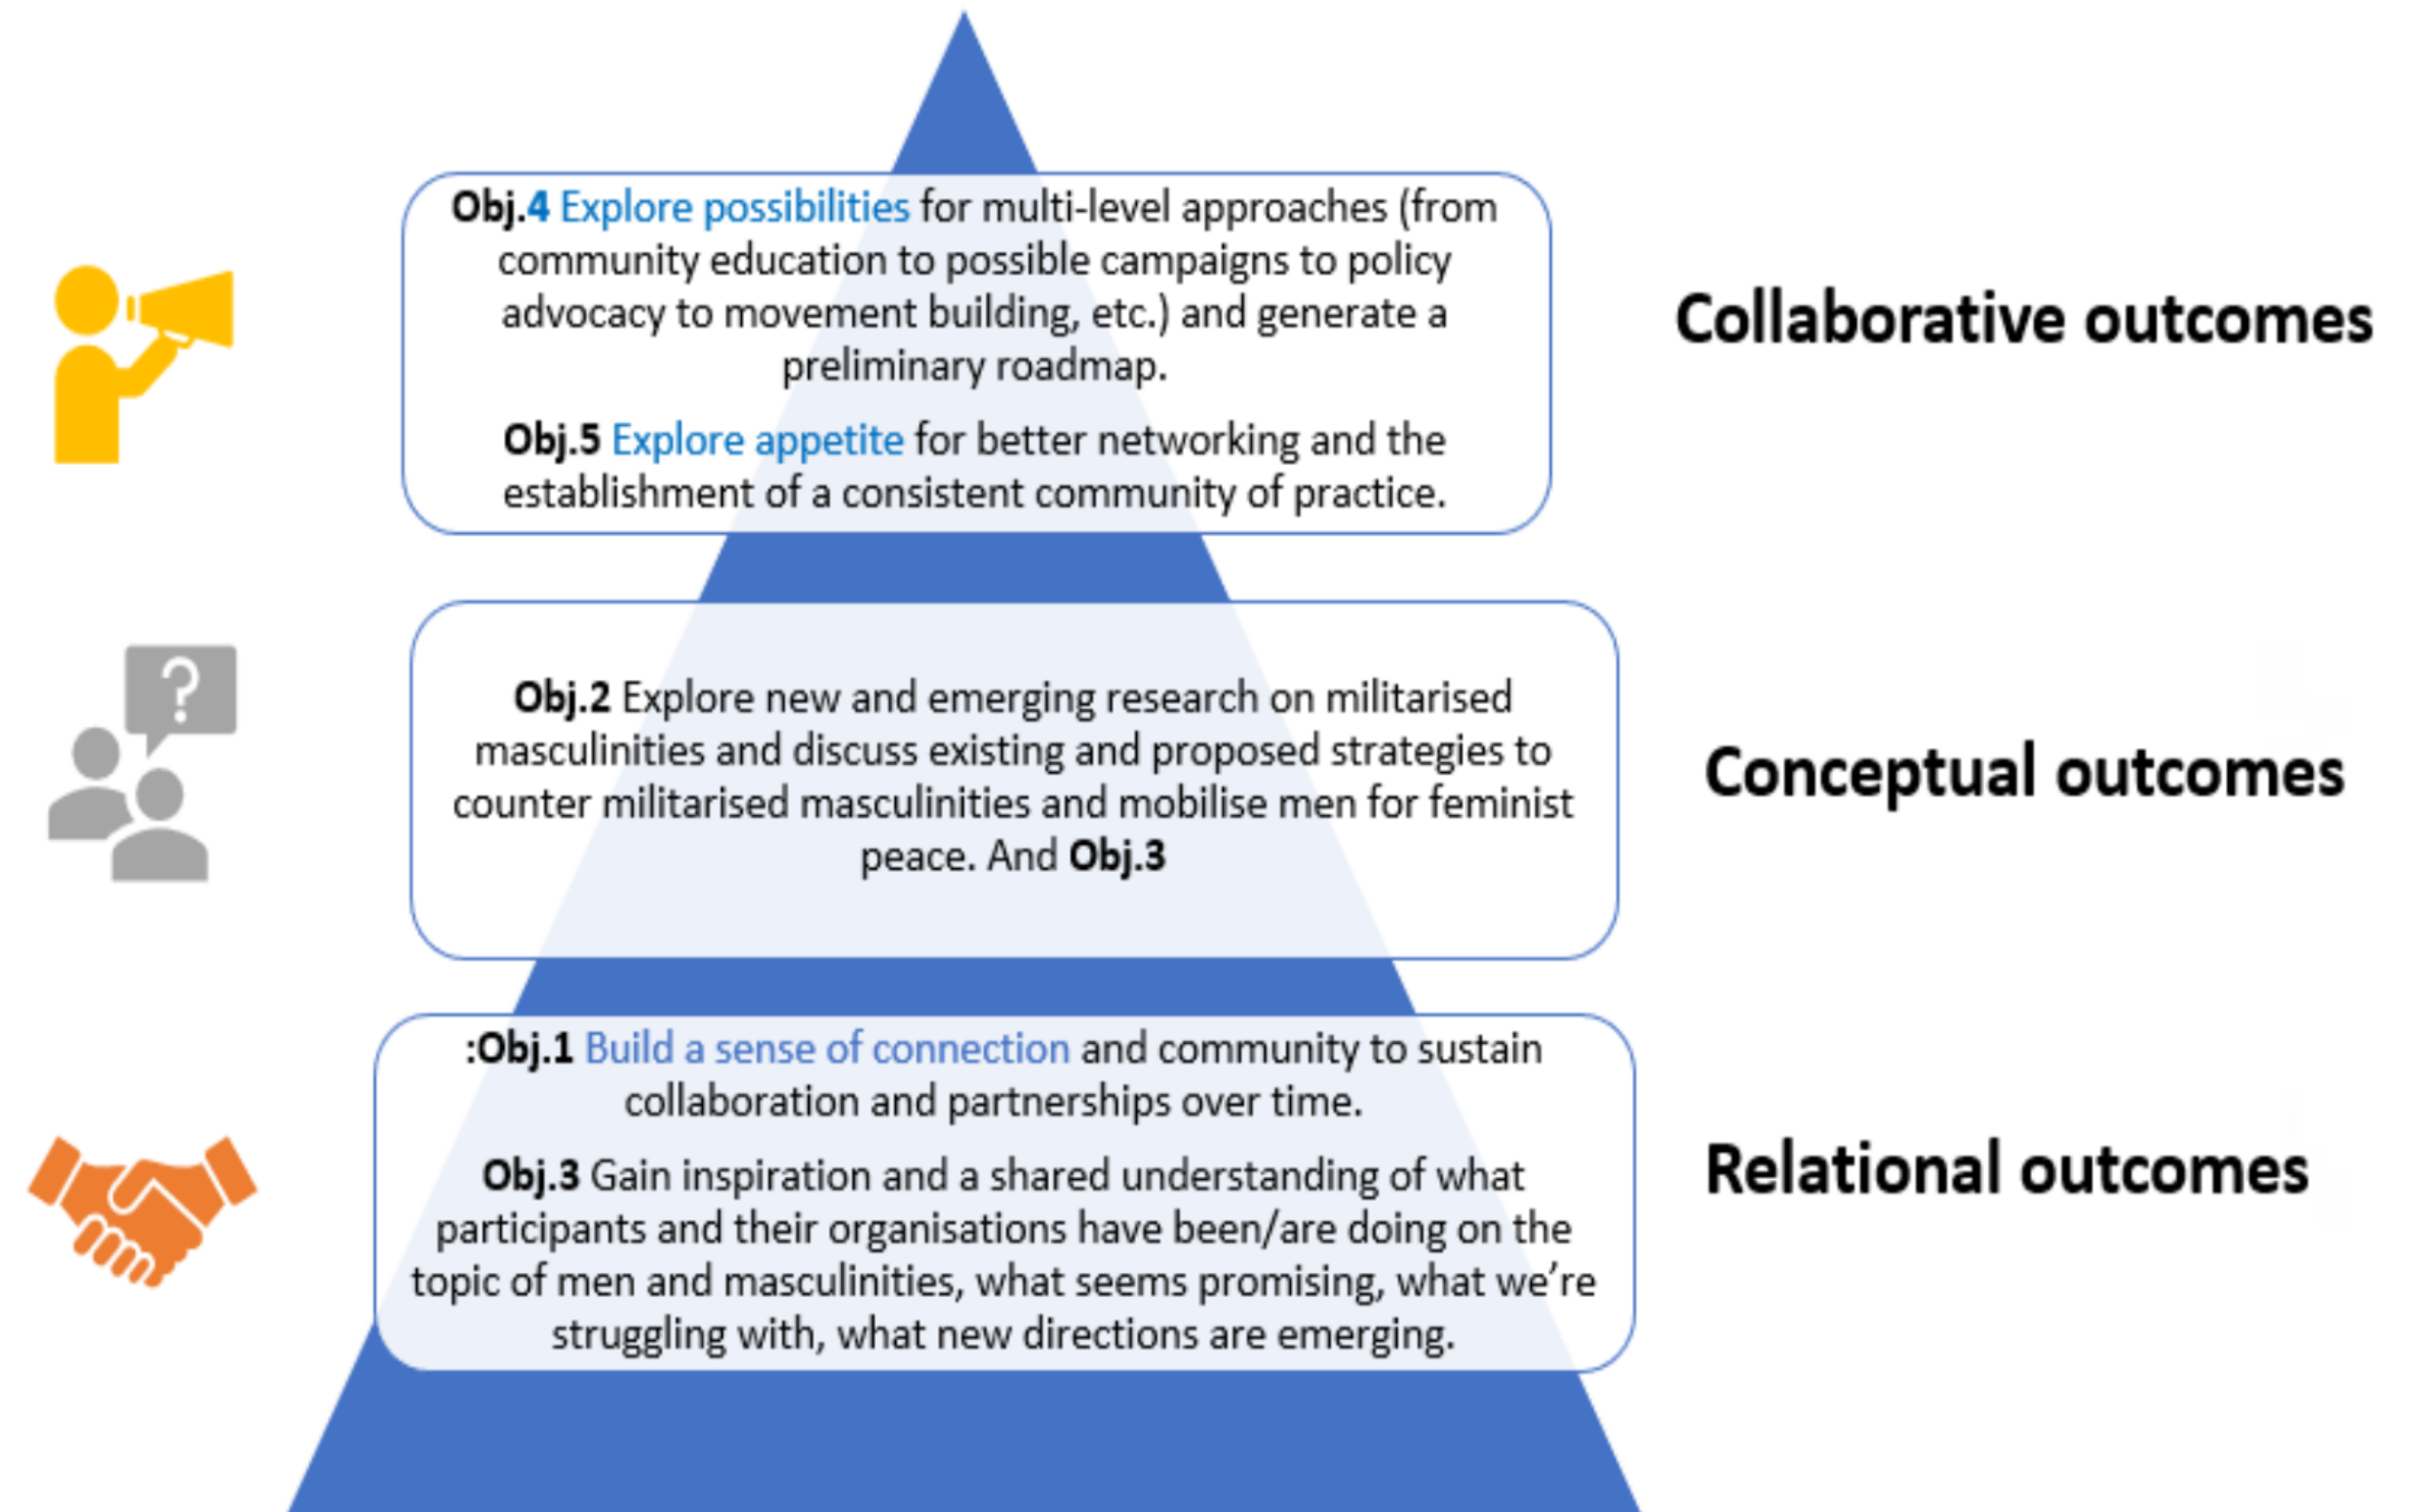 Obj.4 Explore possibilities for multi-level approaches (from
community education to possible campaigns to policy
advocacy to movement building, etc.) and generate a
preliminary roadmap.
Obj.5 Explore appetite for better networking and the
establishment of a consistent community of practice.
Collaborative outcomes
?
Obj.2 Explore new and emerging research on militarised
masculinities and discuss existing and proposed strategies to
counter militarised masculinities and mobilise men for feminist
peace. And Obj.3
Conceptual outcomes
:Obj.1 Build a sense of connection and community to sustain
collaboration and partnerships over time.
Obj.3 Gain inspiration and a shared understanding of what
participants and their organisations have been/are doing on the
topic of men and masculinities, what seems promising, what we’re
struggling with, what new directions are emerging.
Relational outcomes